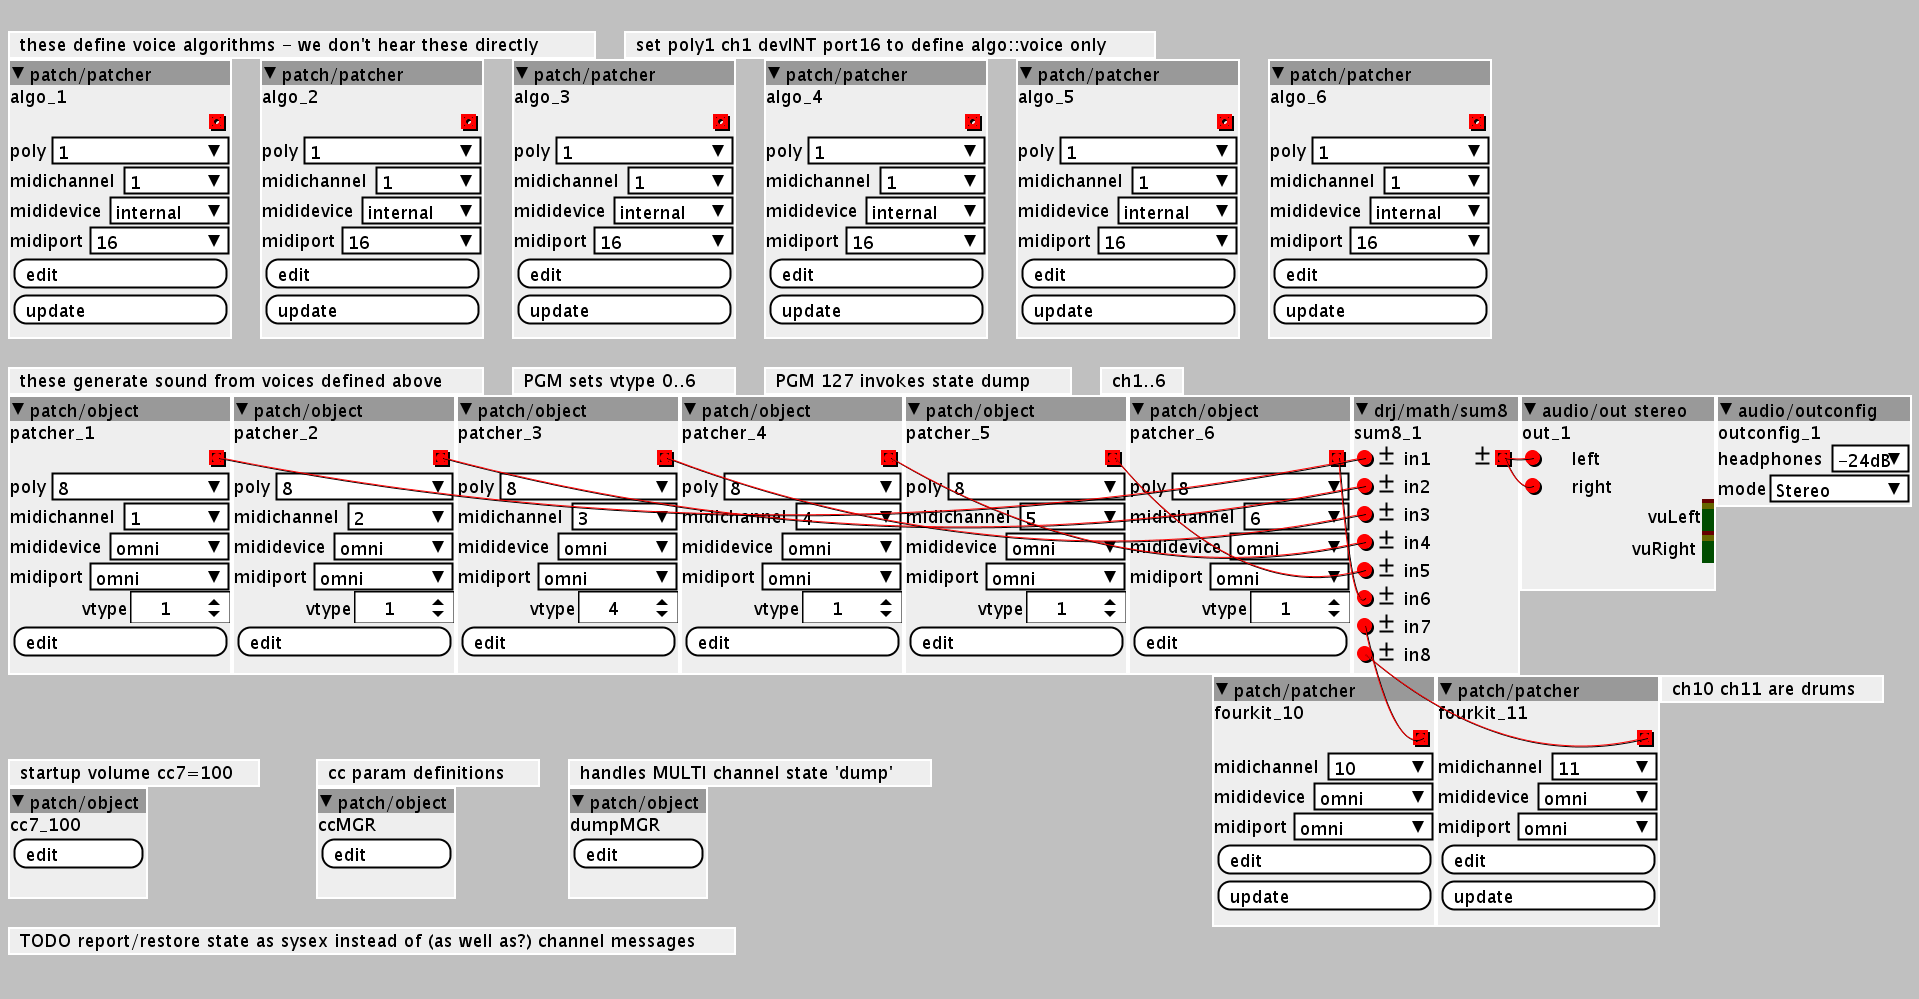 these define voice algorithms – we don't hear these directly
set poly1 ch1 devINT port16 to define algo::voice only
patch/patcher
algo_1
poly 1
midichannel 1
mididevice internal
midiport 16
edit
update
patch/patcher
algo_2
poly 1
midichannel 1
mididevice internal
midiport 16
edit
update
patch/patcher
algo_3
poly 1
midichannel 1
mididevice internal
midiport 16
edit
update
patch/patcher
algo_4
poly 1
midichannel 1
mididevice internal
midiport 16
edit
update
patch/patcher
algo_5
poly 1
midichannel 1
mididevice internal
midiport 16
edit
update
patch/patcher
algo_6
poly 1
midichannel 1
mididevice internal
midiport 16
edit
update
these generate sound from voices defined above
PGM sets vtype 0..6
PGM 127 invokes state dump
ch1..6
patch/object
patcher_1
poly 8
midichannel 1
mididevice omni
midiport omni
vtype 1
edit
patch/object
patcher_2
poly 8
midichannel 2
mididevice omni
midiport omni
vtype 1
edit
patch/object
patcher_3
poly 8
midichannel 3
mididevice omni
midiport omni
vtype 4
edit
patch/object
patcher_4
poly 8
midichannel 4
mididevice omni
midiport omni
vtype 1
edit
patch/object
patcher_5
poly 8
midichannel 5
mididevice omni
midiport omni
vtype 1
edit
patch/object
patcher_6
poly 8
midichannel 6
mididevice omni
midiport omni
vtype 1
edit
drj/math/sum8
sum8_1
± in1 ±
± in2
± in3
± in4
± in5
± in6
± in7
± in8
audio/out stereo
out_1
left
right
vuLeft
vuRight
audio/outconfig
outconfig_1
headphones -24dB
mode Stereo
patch/patcher
fourkit_10
midichannel 10
mididevice omni
midiport omni
edit
update
patch/patcher
fourkit_11
midichannel 11
mididevice omni
midiport omni
edit
update
ch10 ch11 are drums
startup volume cc7=100
patch/object
cc7_100
edit
cc param definitions
patch/object
ccMGR
edit
handles MULTI channel state 'dump'
patch/object
dumpMGR
edit
TODO report/restore state as sysex instead of (as well as?) channel messages